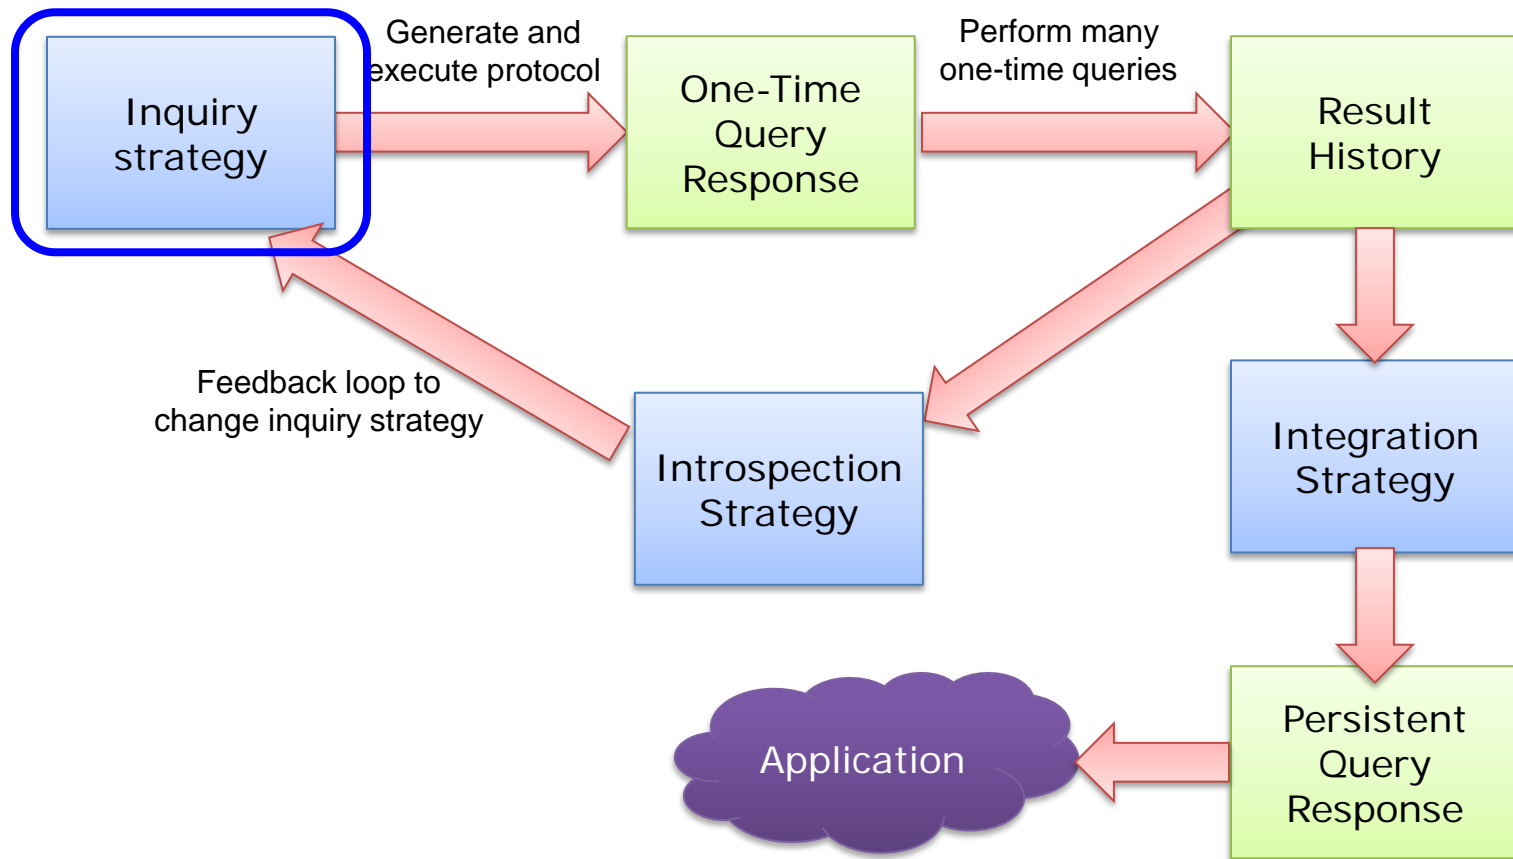 Inquiry
strategy
Generate and
execute protocol
One-Time
Query
Response
Perform many
one-time queries
Result
History
Feedback loop to
change inquiry strategy
Introspection
Strategy
Integration
Strategy
Application
Persistent
Query
Response